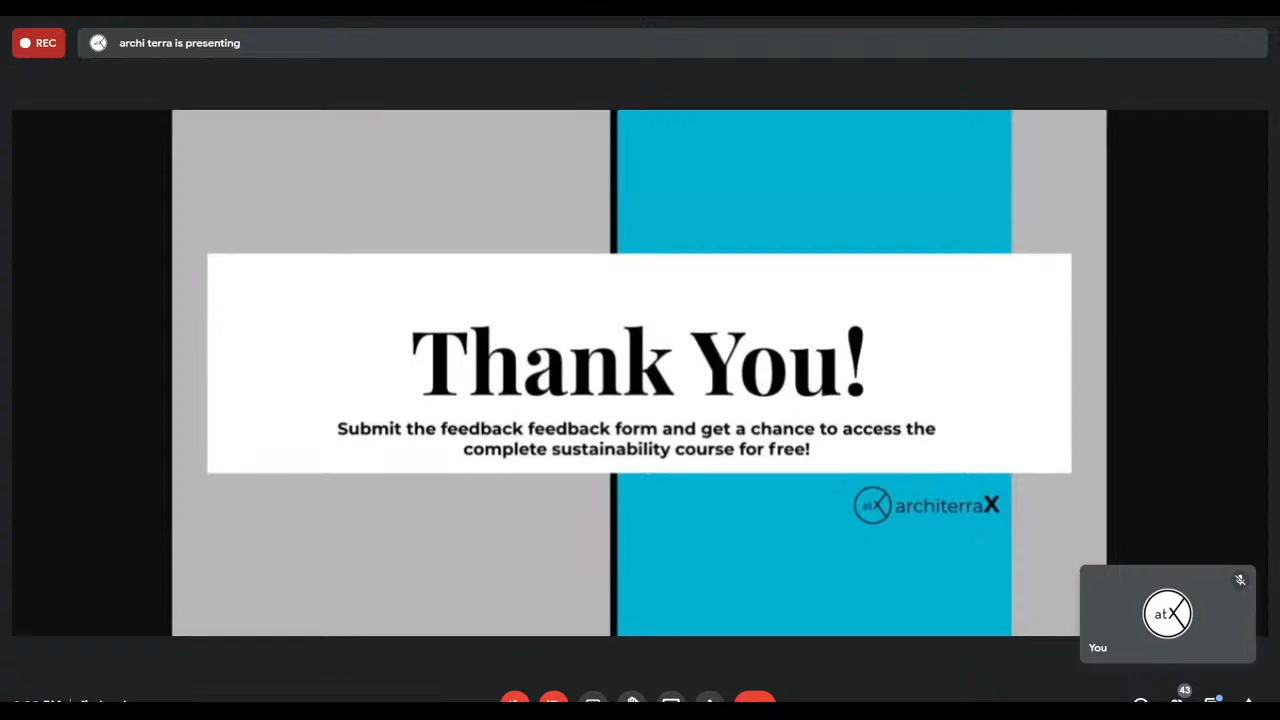 REC
atX
archi terra is presenting
Thank You!
Submit the feedback feedback form and get a chance to access the
complete sustainability course for free!
atX architerraX
atX
You
43